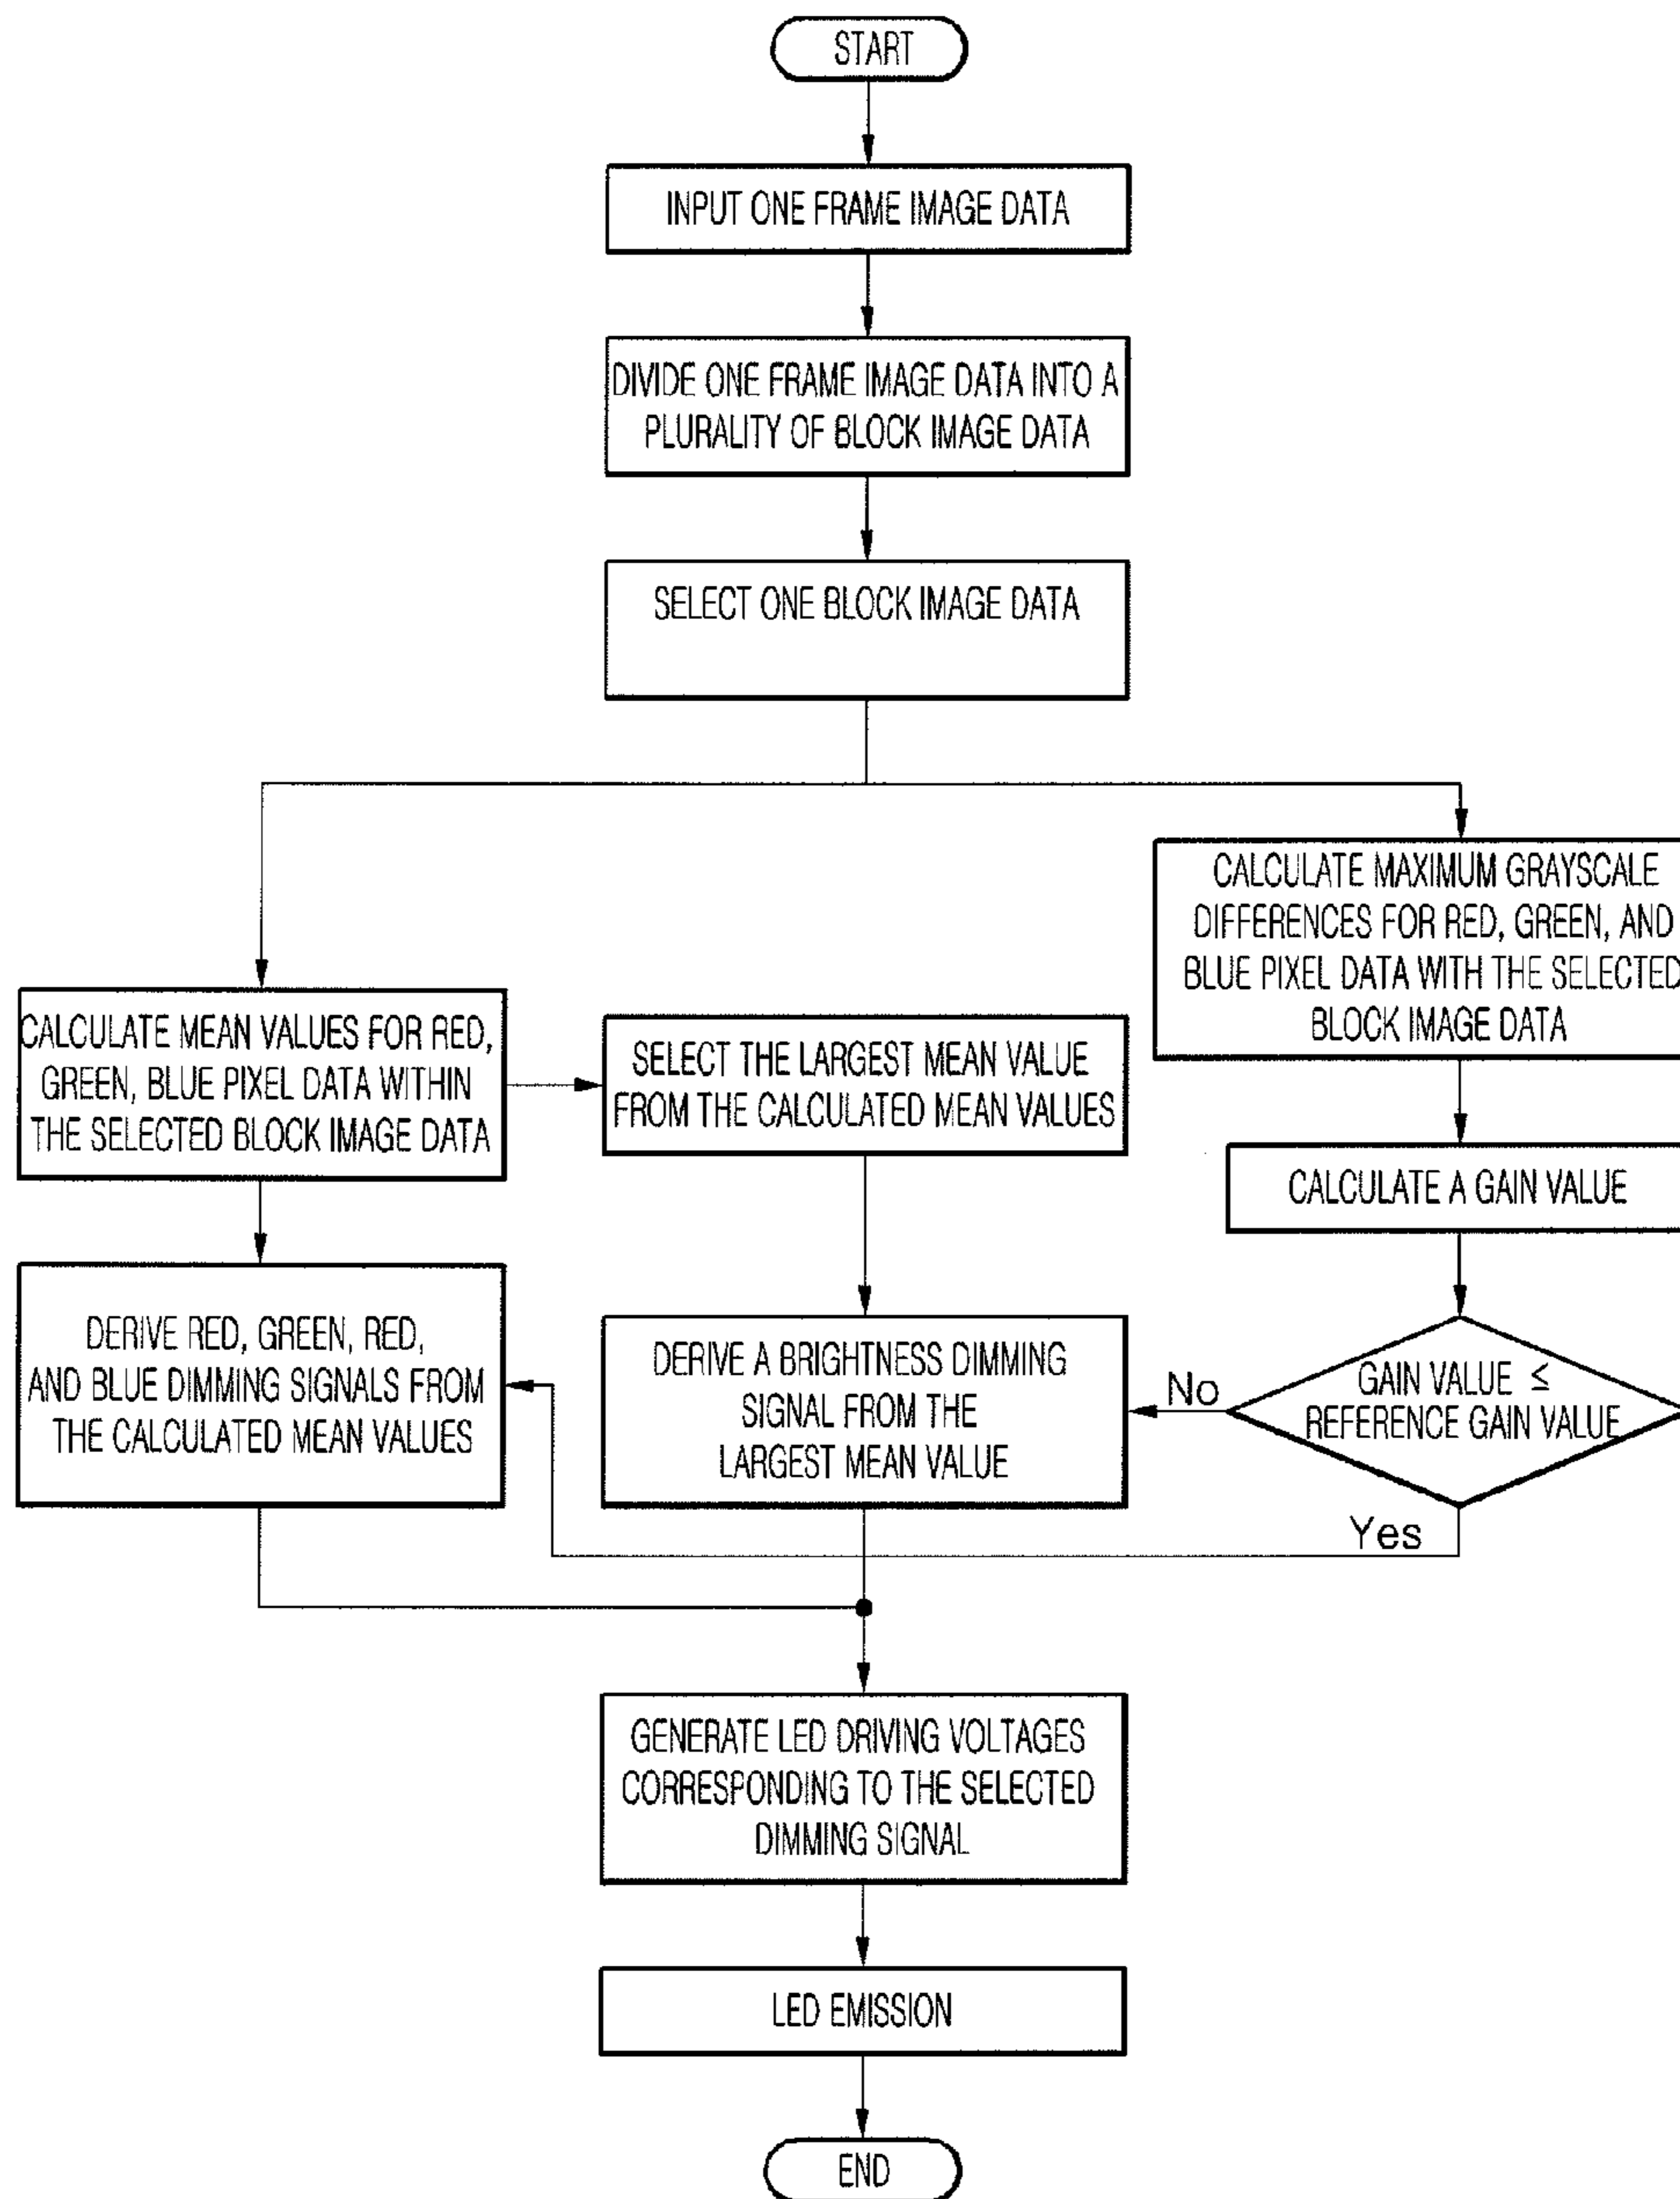 START
INPUT ONE FRAME IMAGE DATA
DIVIDE ONE FRAME IMAGE DATA INTO A
PLURALITY OF BLOCK IMAGE DATA
SELECT ONE BLOCK IMAGE DATA
CALCULATE MEAN VALUES FOR RED,
GREEN, BLUE PIXEL DATA WITHIN
THE SELECTED BLOCK IMAGE DATA
SELECT THE LARGEST MEAN VALUE
FROM THE CALCULATED MEAN VALUES
CALCULATE MAXIMUM GRAYSCALE
DIFFERENCES FOR RED, GREEN, AND
BLUE PIXEL DATA WITH THE SELECTED
BLOCK IMAGE DATA
CALCULATE A GAIN VALUE
DERIVE RED, GREEN, RED,
AND BLUE DIMMING SIGNALS FROM
THE CALCULATED MEAN VALUES
DERIVE A BRIGHTNESS DIMMING
SIGNAL FROM THE
LARGEST MEAN VALUE
No
GAIN VALUE ≦
REFERENCE GAIN VALUE
Yes
GENERATE LED DRIVING VOLTAGES
CORRESPONDING TO THE SELECTED
DIMMING SIGNAL
LED EMISSION
END